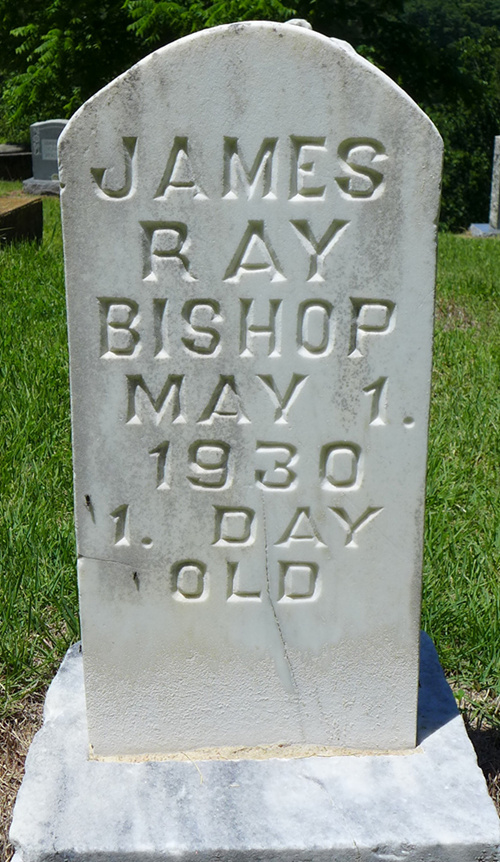 JAMES
RAY
BISHOP
MAY 1.
1930
1. DAY
OLD